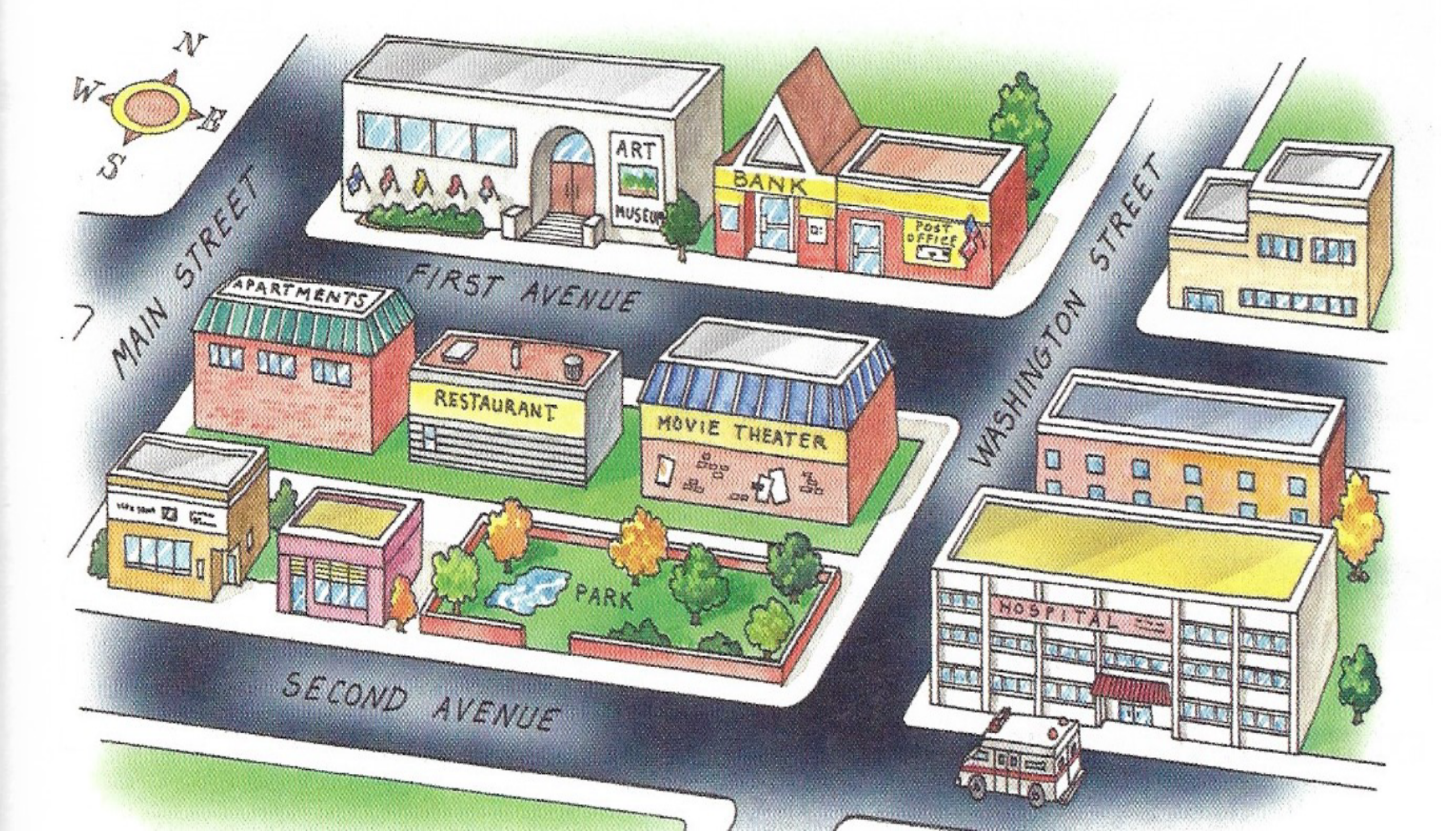 N
W
E
S
ART
MUSEUM
BANK
POST
OFFICE
MAIN STREET
FIRST AVENUE
WASHINGTON STREET
APARTMENTS
RESTAURANT
MOVIE THEATER
PARK
HOSPITAL
SECOND AVENUE